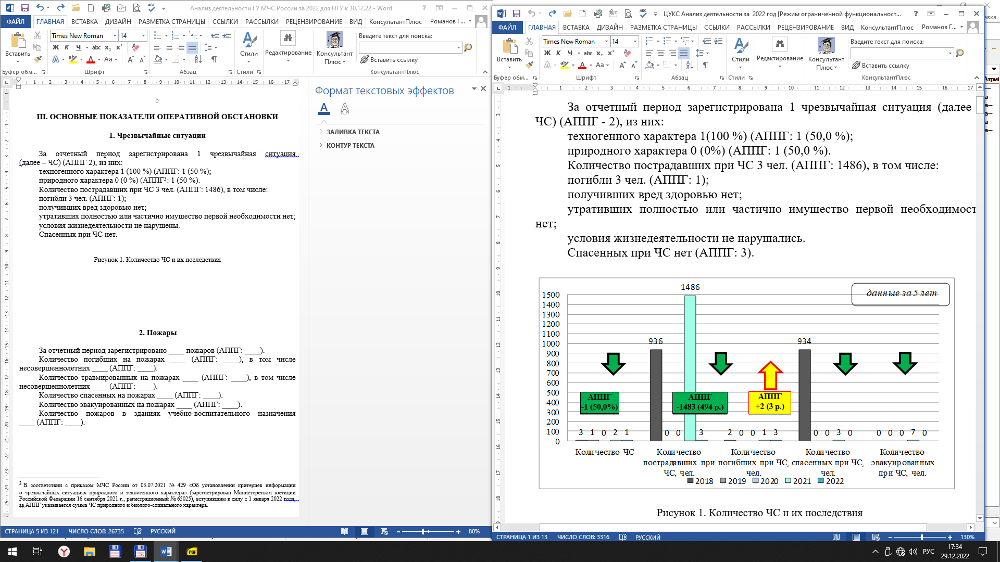 Анализ деятельности ГУ МЧС России за 2022 для НГУ к 30.12.22 - Word
ФАЙЛ ГЛАВНАЯ ВСТАВКА ДИЗАЙН РАЗМЕТКА СТРАНИЦЫ ССЫЛКИ РАССЫЛКИ РЕЦЕНЗИРОВАНИЕ ВИД КонсультантПлюс Романов Г...
Times New Roman 14
Вставить
Стили
Редактирование
Консультант Плюс
Введите текст для поиска:
Вставить ссылку
Буфер обм... Шрифт Абзац Стили КонсультантПлюс
5
III. ОСНОВНЫЕ ПОКАЗАТЕЛИ ОПЕРАТИВНОЙ ОБСТАНОВКИ
1. Чрезвычайные ситуации
За отчетный период зарегистрирована 1 чрезвычайная ситуация
(далее – ЧС) (АППГ 2), из них:
техногенного характера 1 (100 %) (АППГ: 1 (50 %);
природного характера 0 (0 %) (АППГ³: 1 (50 %).
Количество пострадавших при ЧС 3 чел. (АППГ: 1486), в том числе:
погибли 3 чел. (АППГ: 1);
получивших вред здоровью нет;
утративших полностью или частично имущество первой необходимости нет;
условия жизнедеятельности не нарушены.
Спасенных при ЧС нет.
Рисунок 1. Количество ЧС и их последствия
2. Пожары
За отчетный период зарегистрировано ____ пожаров (АППГ: ____).
Количество погибших на пожарах ____ (АППГ: ____), в том числе
несовершеннолетних ____ (АППГ: ____).
Количество травмированных на пожарах ____ (АППГ: ____), в том числе
несовершеннолетних ____ (АППГ: ____).
Количество спасенных на пожарах ____ (АППГ: ____).
Количество эвакуированных на пожарах ____ (АППГ: ____).
Количество пожаров в зданиях учебно-воспитательного назначения
____ (АППГ: ____).
³ В соответствии с приказом МЧС России от 05.07.2021 № 429 «Об установлении критериев информации
о чрезвычайных ситуациях природного и техногенного характера» (зарегистрирован Министерством юстиции
Российской Федерации 16 сентября 2021 г., регистрационный № 65025), вступившим в силу с 1 января 2022 года,
за АППГ указывается сумма ЧС природного и биолого-социального характера.
Формат текстовых эффектов
ЗАЛИВКА ТЕКСТА
КОНТУР ТЕКСТА
СТРАНИЦА 5 ИЗ 121 ЧИСЛО СЛОВ: 26735 РУССКИЙ 80%
ЦУКС Анализ деятельности за 2022 год [Режим ограниченной функциональност...
ФАЙЛ ГЛАВНАЯ ВСТАВКА ДИЗАЙН РАЗМЕТКА СТРАНИЦЫ ССЫЛКИ РАССЫЛКИ РЕЦЕНЗИРОВАНИЕ ВИД КонсультантПлюс Романов Г...
Times New Roman 14
Вставить
Стили
Редактирование
Консультант Плюс
Введите текст для поиска:
Вставить ссылку
Буфер обм... Шрифт Абзац Стили КонсультантПлюс
За отчетный период зарегистрирована 1 чрезвычайная ситуация (далее
ЧС) (АППГ - 2), из них:
техногенного характера 1(100 %) (АППГ: 1 (50,0 %);
природного характера 0 (0%) (АППГ: 1 (50,0 %).
Количество пострадавших при ЧС 3 чел. (АППГ: 1486), в том числе:
погибли 3 чел. (АППГ: 1);
получивших вред здоровью нет;
утративших полностью или частично имущество первой необходимост
нет;
условия жизнедеятельности не нарушались.
Спасенных при ЧС нет (АППГ: 3).
данные за 5 лет
1500
1400
1300
1200
1100
1000
900
800
700
600
500
400
300
200
100
0
1486
936
934
АППГ
-1 (50,0%)
АППГ
-1483 (494 р.)
АППГ
+2 (3 р.)
3 1 0 2 1 0 0 3 2 0 0 1 3 0 0 3 0 0 0 0 7 0
Количество ЧС
Количество пострадавших при ЧС, чел.
Количество погибших при ЧС, чел.
Количество спасенных при ЧС, чел.
Количество эвакуированных при ЧС, чел.
2018 2019 2020 2021 2022
Рисунок 1. Количество ЧС и их последствия
СТРАНИЦА 1 ИЗ 13 ЧИСЛО СЛОВ: 3316 РУССКИЙ 130%
РУС
17:34
29.12.2022